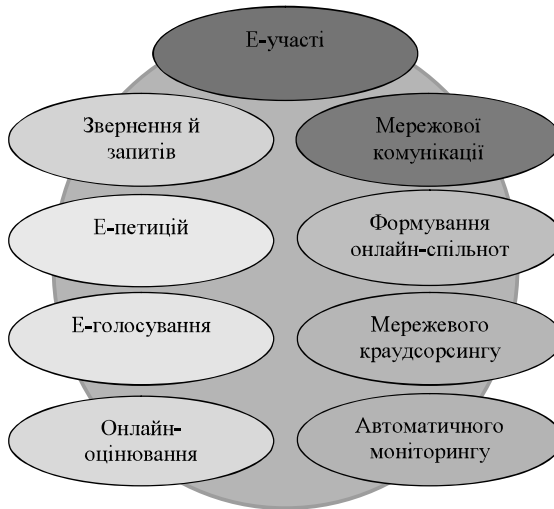 Е-участі
Звернення й
запитів
Мережової
комунікації
Е-петицій
Формування
онлайн-спільнот
Е-голосування
Мережевого
краудсорсингу
Онлайн-
оцінювання
Автоматичного
моніторингу